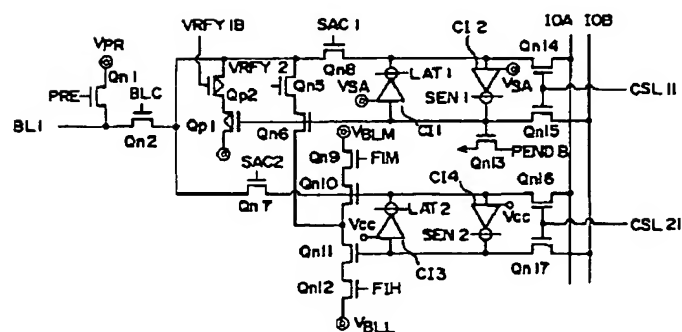 SAC 1
CI 2
IOA IOB
VRFY 1B
VPR
VRFY 2
Qn14
Qn1
BLC
Qn5
Qn8
LAT 1
VSA
CSL 11
PRE
Qp2
VSA
SEN 1
BL1
Qp1
Qn6
CI1
Qn15
Qn2
VBLM
Qn13
PEND B
Qn9
FIM
SAC2
Qn10
CI4
Qn16
Qn7
LAT 2
Vcc
Vcc
SEN 2
CSL 21
Qn11
CI3
Qn17
Qn12
FIH
VBLL